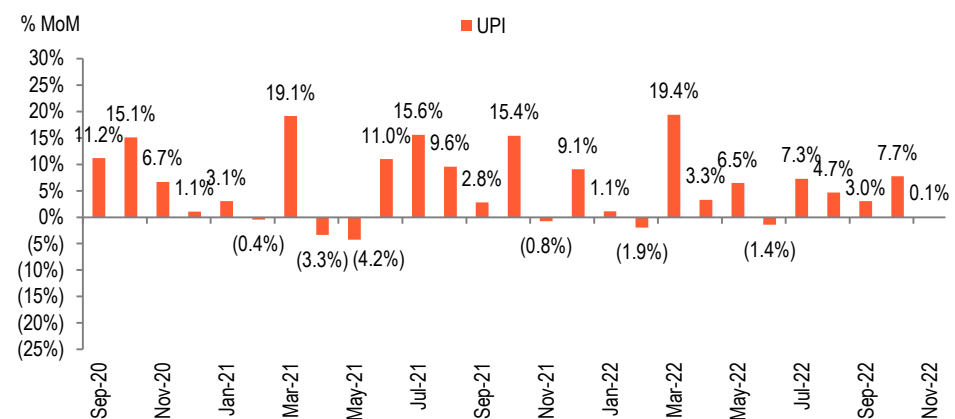 % MoM
UPI
30%
25%
20%
15%
10%
5%
0%
(5%)
(10%)
(15%)
(20%)
(25%)
11.2%
15.1%
6.7%
1.1%
3.1%
(0.4%)
19.1%
(3.3%)
(4.2%)
11.0%
15.6%
9.6%
2.8%
15.4%
(0.8%)
9.1%
1.1%
(1.9%)
19.4%
3.3%
6.5%
(1.4%)
7.3%
4.7%
3.0%
7.7%
0.1%
Sep-20
Nov-20
Jan-21
Mar-21
May-21
Jul-21
Sep-21
Nov-21
Jan-22
Mar-22
May-22
Jul-22
Sep-22
Nov-22